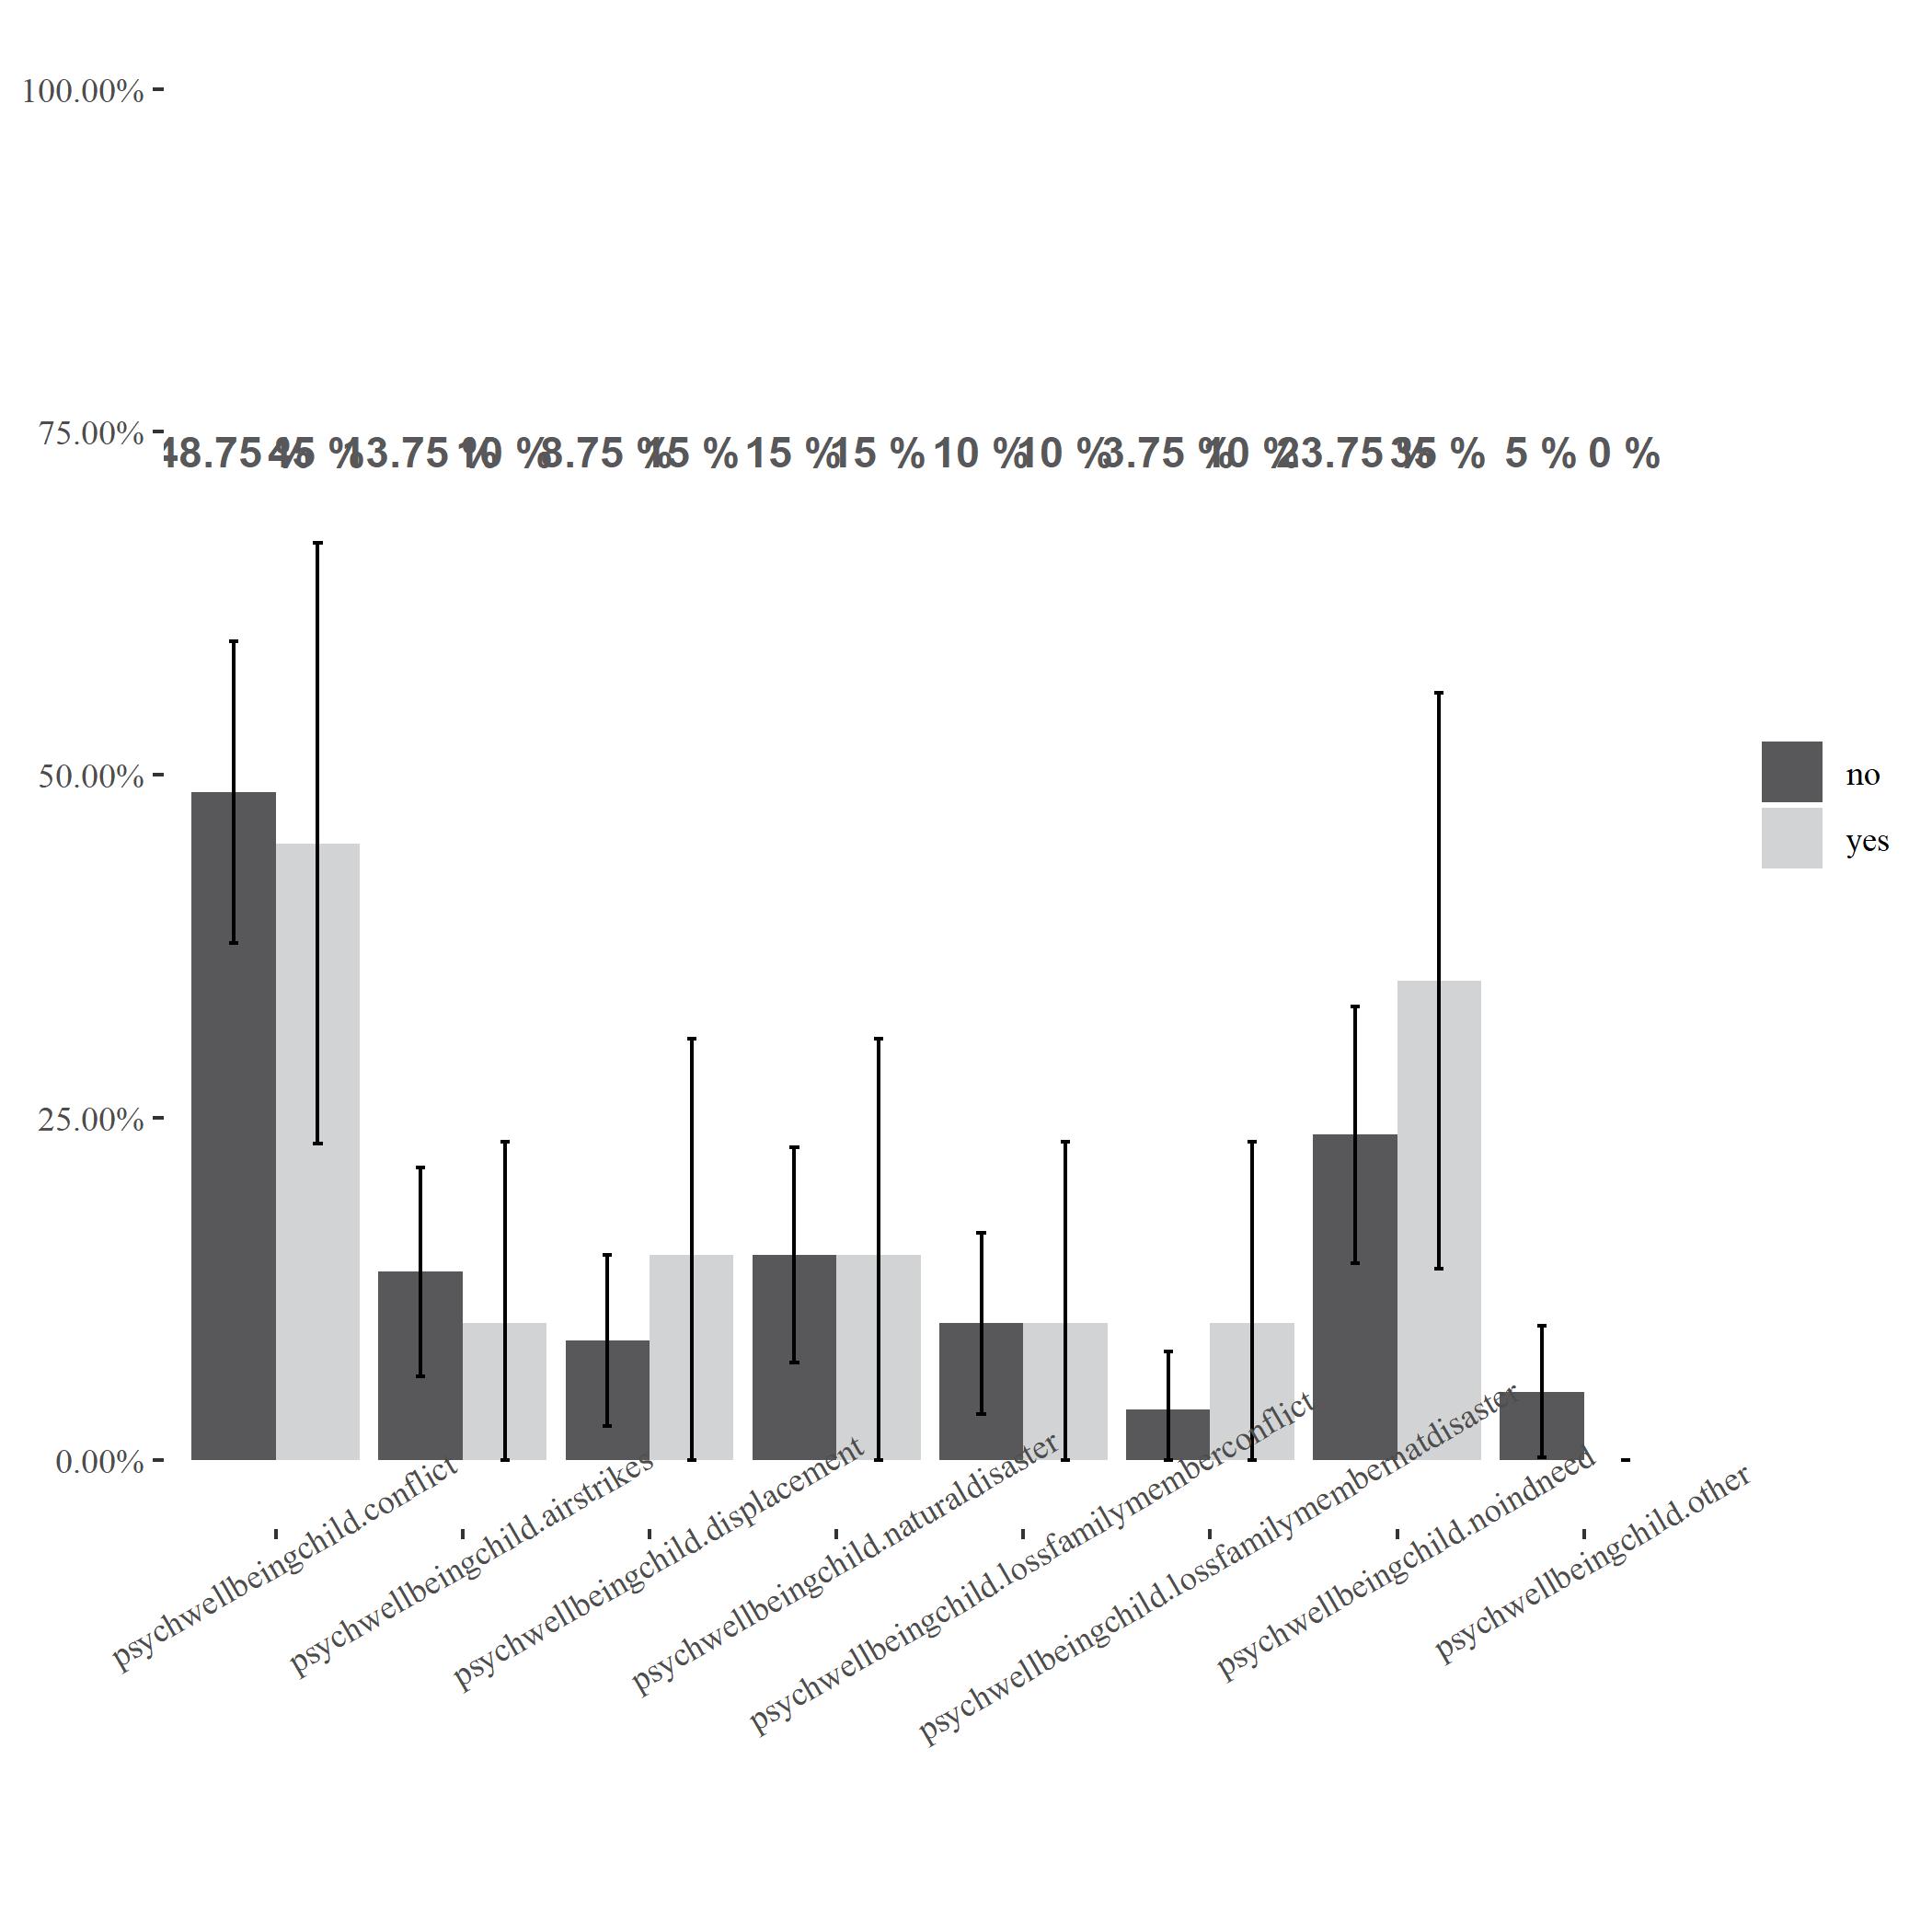 100.00%
75.00%
50.00%
25.00%
0.00%
48.75 % 45 % 13.75 % 10 % 8.75 % 15 % 15 % 15 % 10 % 10 % 3.75 % 10 % 23.75 % 35 % 5 % 0 %
no
yes
psychwellbeingchild.conflict
psychwellbeingchild.airstrikes
psychwellbeingchild.displacement
psychwellbeingchild.naturaldisaster
psychwellbeingchild.lossfamilymemberconflict
psychwellbeingchild.lossfamilymembernatdisaster
psychwellbeingchild.noindneed
psychwellbeingchild.other